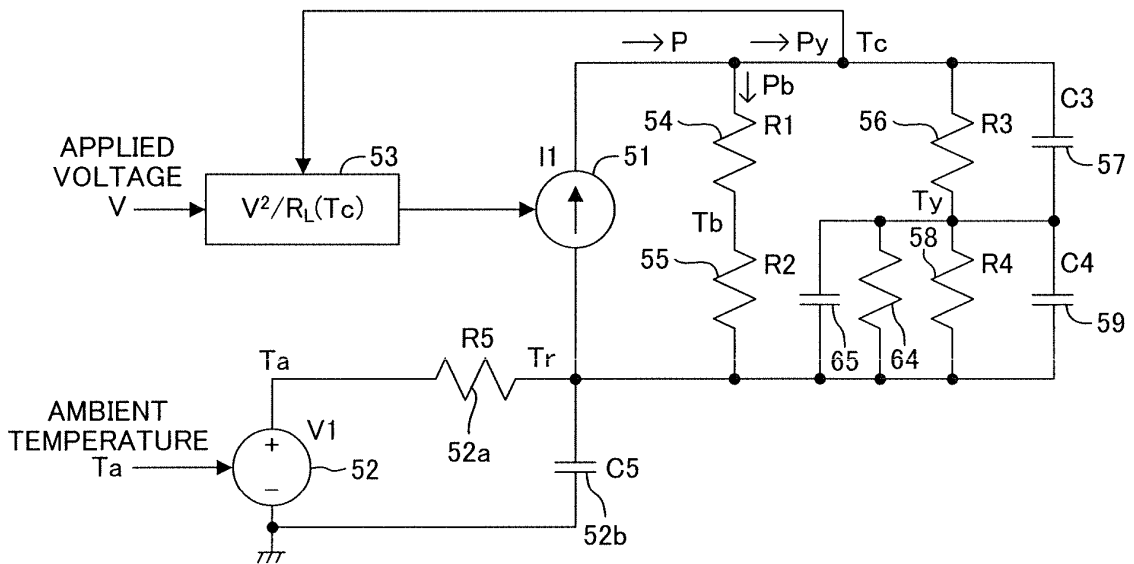 P
Py
Tc
Pb
C3
54
R1
56
R3
APPLIED
VOLTAGE
V
53
I1
51
57
V²/RL(Tc)
Tb
Ty
55
R2
58
R4
C4
59
R5
65
64
Ta
Tr
AMBIENT
TEMPERATURE
Ta
V1
+
−
52
52a
C5
52b